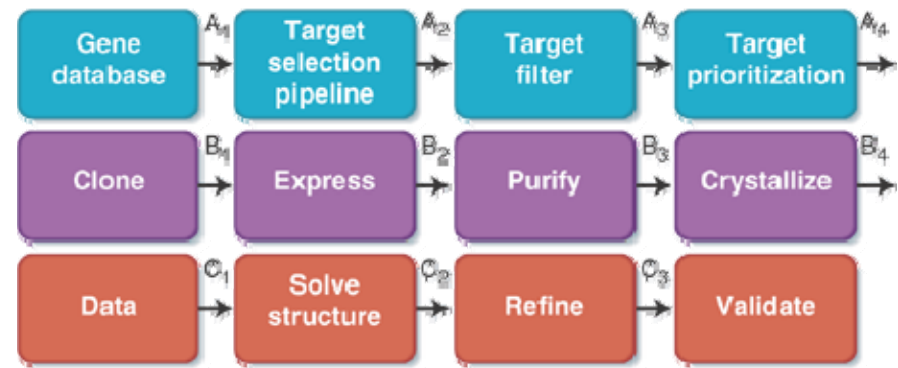 Gene database A1 Target selection pipeline A2 Target filter A3 Target prioritization A4
Clone B1 Express B2 Purify B3 Crystallize B4
Data C1 Solve structure C2 Refine C3 Validate